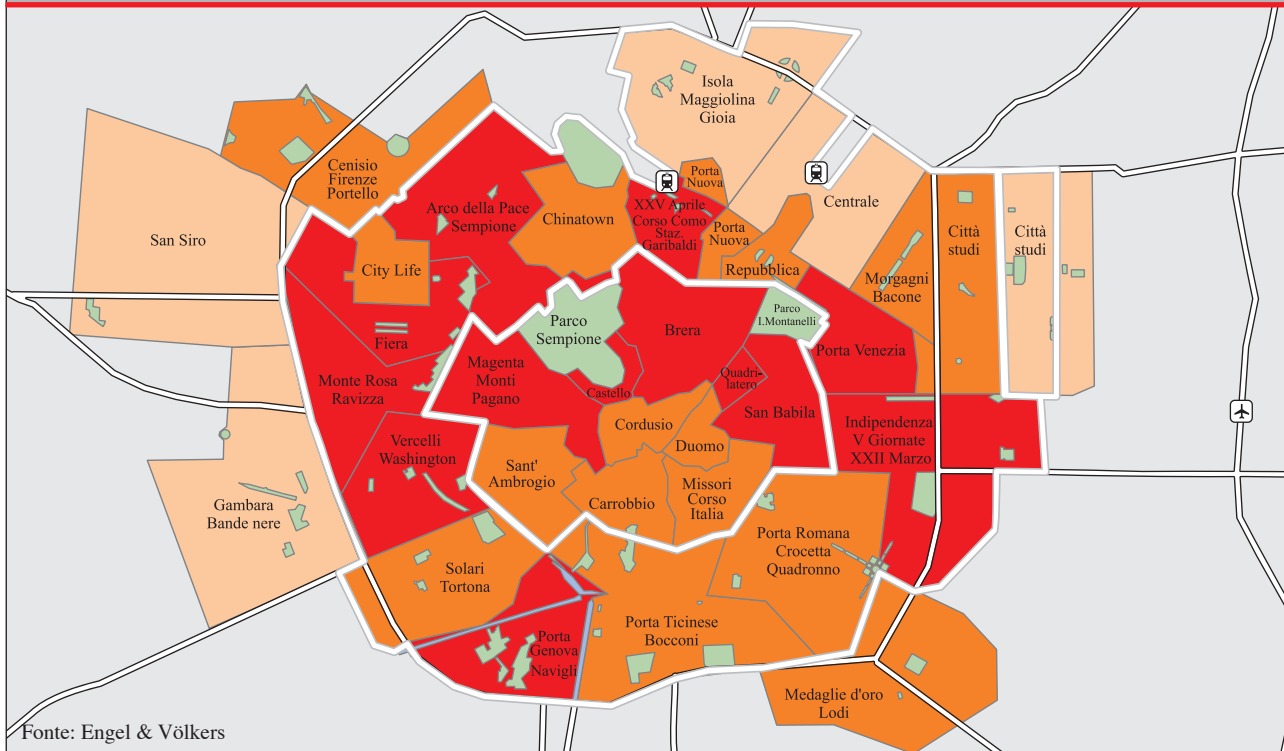 Isola
Maggiolina
Gioia
Cenisio
Firenze
Portello
Porta
Nuova
San Siro
Arco della Pace
Sempione
Chinatown
XXV Aprile
Corso Como
Staz.
Garibaldi
Porta
Nuova
Centrale
Città
studi
Città
studi
City Life
Repubblica
Morgagni
Bacone
Parco
Sempione
Brera
Parco
I.Montanelli
Fiera
Porta Venezia
Magenta
Monti
Pagano
Quadri-
latero
Monte Rosa
Ravizza
Castello
San Babila
Cordusio
Indipendenza
V Giornate
XXII Marzo
Vercelli
Washington
Duomo
Sant'
Ambrogio
Missori
Corso
Italia
Carrobbio
Gambara
Bande nere
Porta Romana
Crocetta
Quadronno
Solari
Tortona
Porta Ticinese
Bocconi
Porta
Genova
Navigli
Medaglie d'oro
Lodi
Fonte: Engel & Völkers